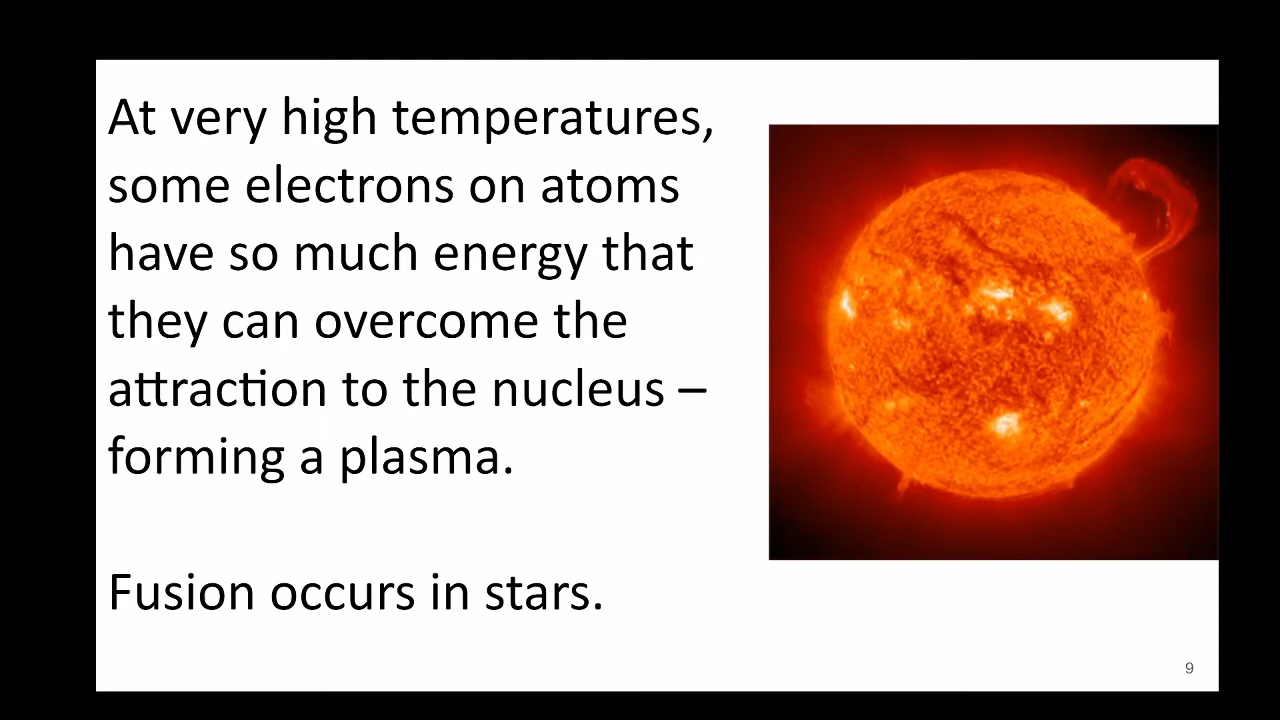 At very high temperatures,
some electrons on atoms
have so much energy that
they can overcome the
attraction to the nucleus –
forming a plasma.
Fusion occurs in stars.
9